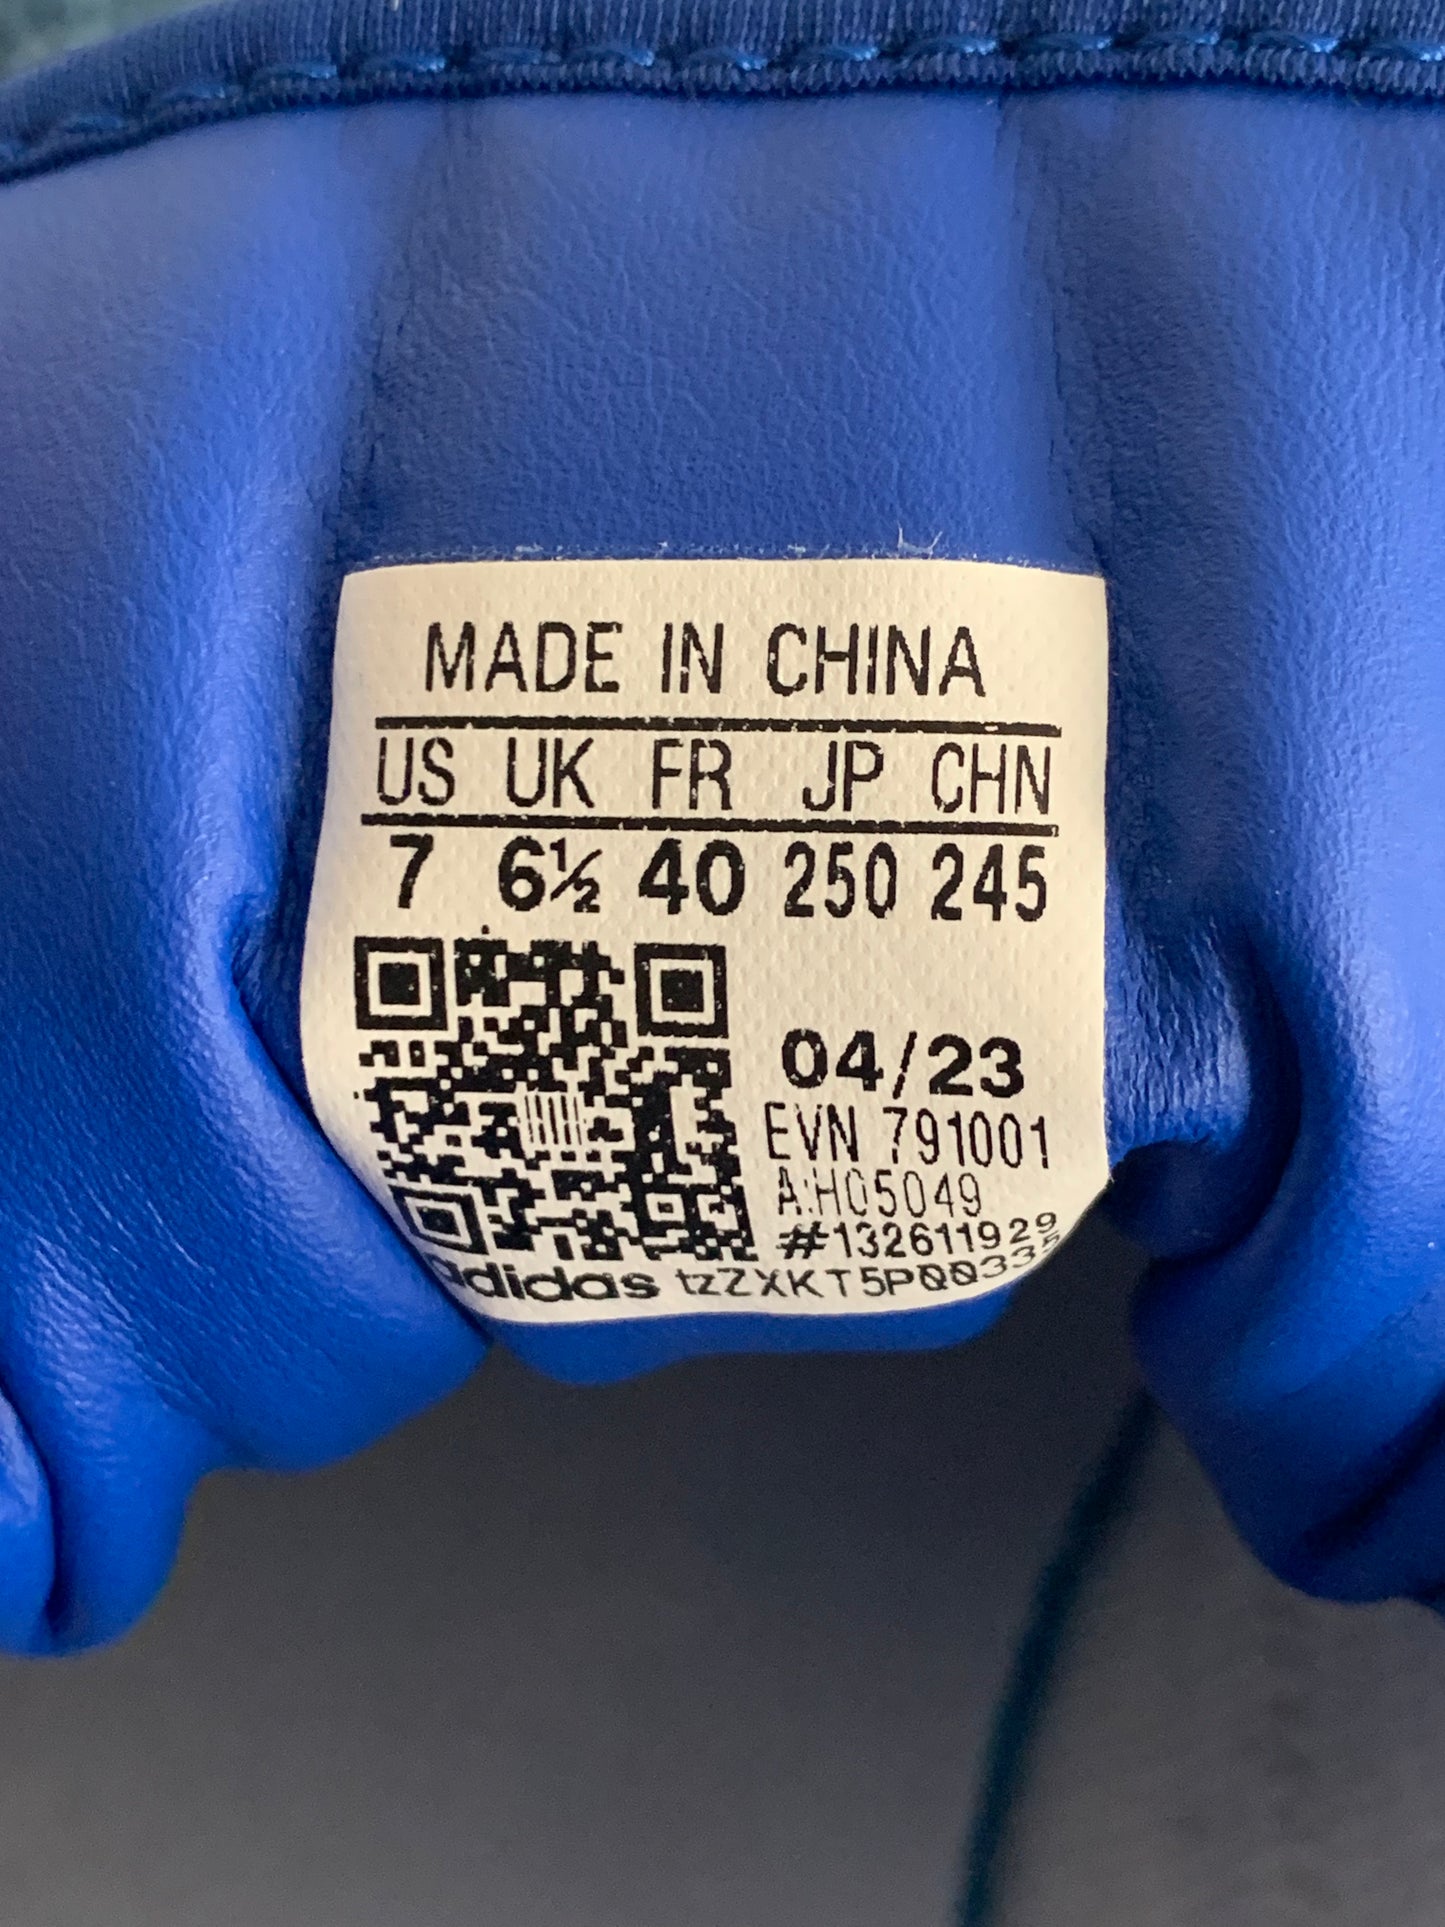 MADE IN CHINA
US UK FR JP CHN
7 6½ 40 250 245
04/23
EVN 791001
A:H05049
#132611929
adidas tzZXKT5P00335